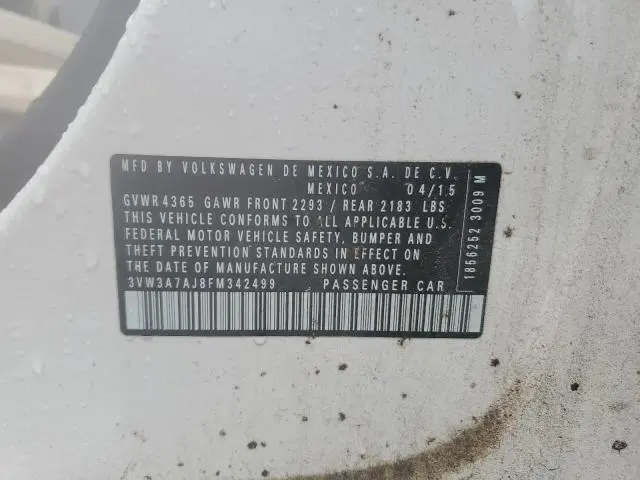 MFD BY VOLKSWAGEN DE MEXICO S.A. DE C.V.
MEXICO 04/15
GVWR 4365 GAWR FRONT 2293 / REAR 2183 LBS
THIS VEHICLE CONFORMS TO ALL APPLICABLE U.S.
FEDERAL MOTOR VEHICLE SAFETY, BUMPER AND
THEFT PREVENTION STANDARDS IN EFFECT ON
THE DATE OF MANUFACTURE SHOWN ABOVE.
3VW3A7AJ8FM342499 PASSENGER CAR
1856252 3009 M